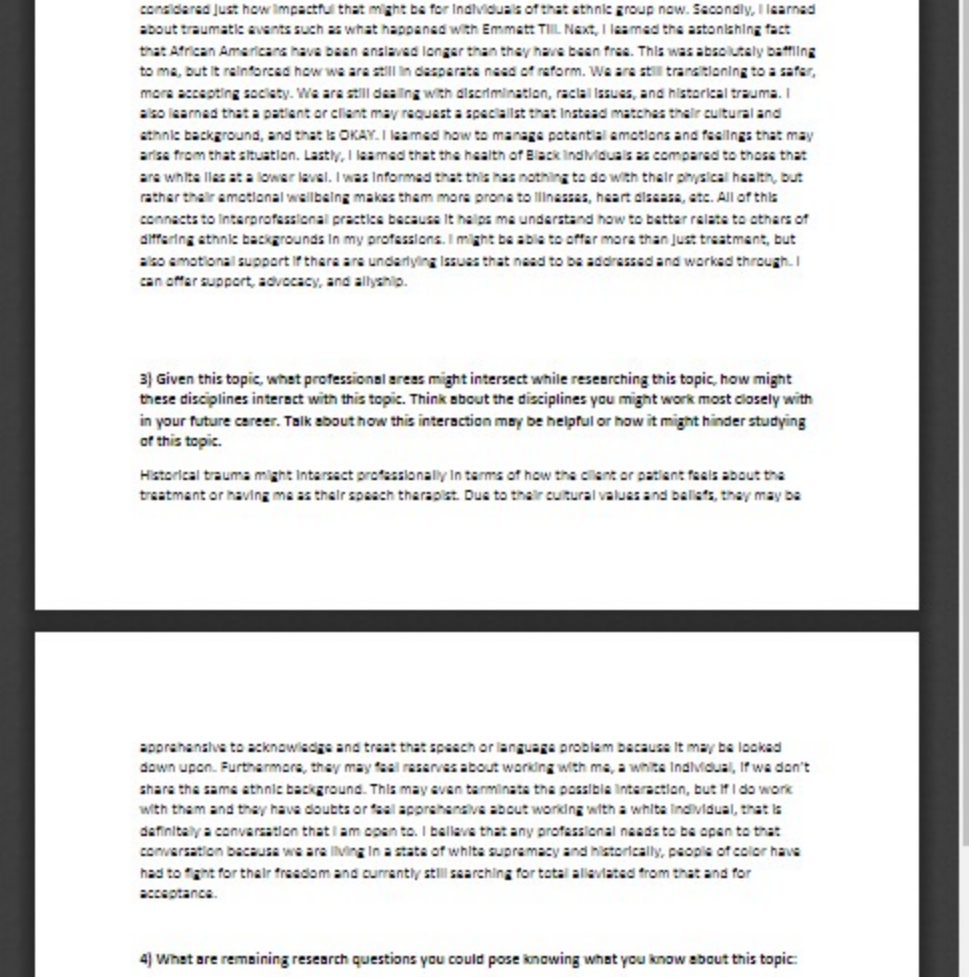 considered just how impactful that might be for individuals of that ethnic group now. Secondly, I learned
about traumatic events such as what happened with Emmett Till. Next, I learned the astonishing fact
that African Americans have been enslaved longer than they have been free. This was absolutely baffling
to me, but it reinforced how we are still in desperate need of reform. We are still transitioning to a safer,
more accepting society. We are still dealing with discrimination, racial issues, and historical trauma. I
also learned that a patient or client may request a specialist that instead matches their cultural and
ethnic background, and that is OKAY. I learned how to manage potential emotions and feelings that may
arise from that situation. Lastly, I learned that the health of Black individuals as compared to those that
are white lies at a lower level. I was informed that this has nothing to do with their physical health, but
rather their emotional wellbeing makes them more prone to illnesses, heart disease, etc. All of this
connects to interprofessional practice because it helps me understand how to better relate to others of
differing ethnic backgrounds in my professions. I might be able to offer more than just treatment, but
also emotional support if there are underlying issues that need to be addressed and worked through. I
can offer support, advocacy, and allyship.
3) Given this topic, what professional areas might intersect while researching this topic, how might
these disciplines interact with this topic. Think about the disciplines you might work most closely with
in your future career. Talk about how this interaction may be helpful or how it might hinder studying
of this topic.
Historical trauma might intersect professionally in terms of how the client or patient feels about the
treatment or having me as their speech therapist. Due to their cultural values and beliefs, they may be
apprehensive to acknowledge and treat that speech or language problem because it may be looked
down upon. Furthermore, they may feel reserves about working with me, a white individual, if we don't
share the same ethnic background. This may even terminate the possible interaction, but if I do work
with them and they have doubts or feel apprehensive about working with a white individual, that is
definitely a conversation that I am open to. I believe that any professional needs to be open to that
conversation because we are living in a state of white supremacy and historically, people of color have
had to fight for their freedom and currently still searching for total alleviated from that and for
acceptance.
4) What are remaining research questions you could pose knowing what you know about this topic: